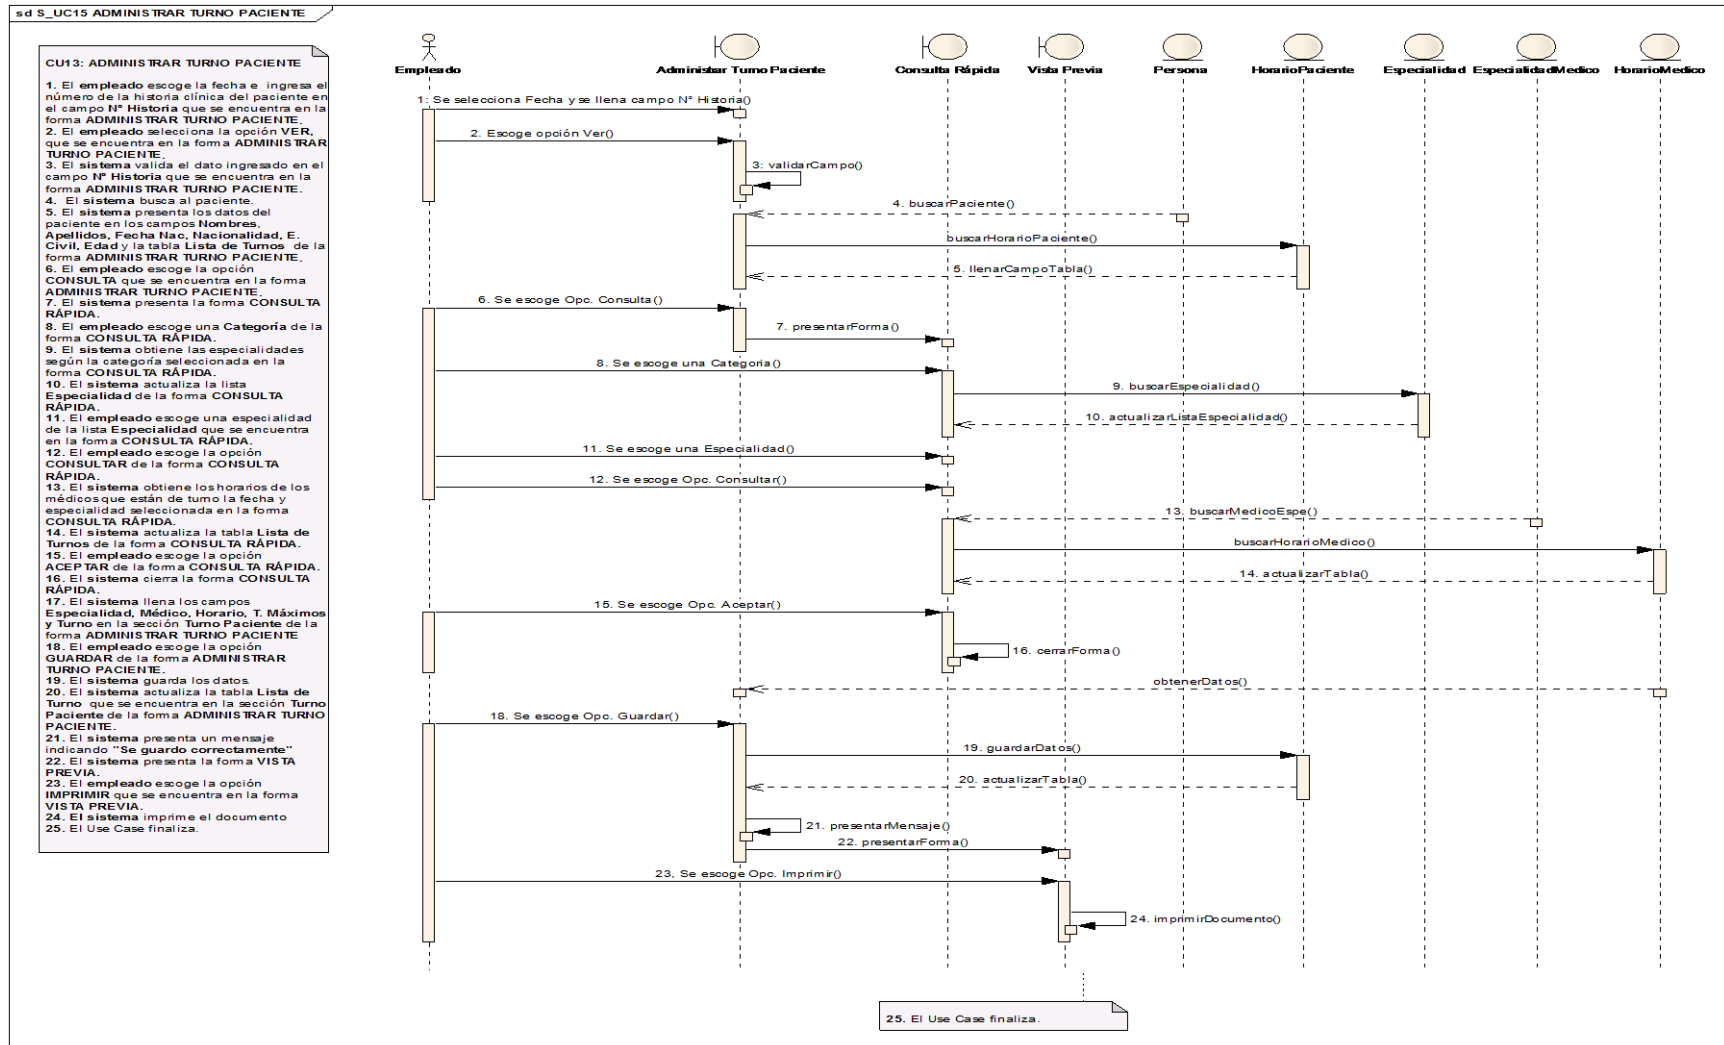 sd S_UC15 ADMINISTRAR TURNO PACIENTE
CU13: ADMINISTRAR TURNO PACIENTE
1. El empleado escoge la fecha e ingresa el
número de la historia clínica del paciente en
el campo Nº Historia que se encuentra en la
forma ADMINISTRAR TURNO PACIENTE.
2. El empleado selecciona la opción VER,
que se encuentra en la forma ADMINISTRAR
TURNO PACIENTE.
3. El sistema valida el dato ingresado en el
campo Nº Historia que se encuentra en la
forma ADMINISTRAR TURNO PACIENTE.
4. El sistema busca al paciente.
5. El sistema presenta los datos del
paciente en los campos Nombres,
Apellidos, Fecha Nac, Nacionalidad, E.
Civil, Edad y la tabla Lista de Turnos de la
forma ADMINISTRAR TURNO PACIENTE.
6. El empleado escoge la opción
CONSULTA que se encuentra en la forma
ADMINISTRAR TURNO PACIENTE.
7. El sistema presenta la forma CONSULTA
RÁPIDA.
8. El empleado escoge una Categoría de la
forma CONSULTA RÁPIDA.
9. El sistema obtiene las especialidades
según la categoría seleccionada en la
forma CONSULTA RÁPIDA.
10. El sistema actualiza la lista
Especialidad de la forma CONSULTA
RÁPIDA.
11. El empleado escoge una especialidad
de la lista Especialidad que se encuentra
en la forma CONSULTA RÁPIDA.
12. El empleado escoge la opción
CONSULTAR de la forma CONSULTA
RÁPIDA.
13. El sistema obtiene los horarios de los
médicos que están de turno la fecha y
especialidad seleccionada en la forma
CONSULTA RÁPIDA.
14. El sistema actualiza la tabla Lista de
Turnos de la forma CONSULTA RÁPIDA.
15. El empleado escoge la opción
ACEPTAR de la forma CONSULTA RÁPIDA.
16. El sistema cierra la forma CONSULTA
RÁPIDA.
17. El sistema llena los campos
Especialidad, Médico, Horario, T. Máximos
y Turno en la sección Turno Paciente de la
forma ADMINISTRAR TURNO PACIENTE
18. El empleado escoge la opción
GUARDAR de la forma ADMINISTRAR
TURNO PACIENTE.
19. El sistema guarda los datos.
20. El sistema actualiza la tabla Lista de
Turno que se encuentra en la sección Turno
Paciente de la forma ADMINISTRAR TURNO
PACIENTE.
21. El sistema presenta un mensaje
indicando "Se guardo correctamente"
22. El sistema presenta la forma VISTA
PREVIA.
23. El empleado escoge la opción
IMPRIMIR que se encuentra en la forma
VISTA PREVIA.
24. El sistema imprime el documento
25. El Use Case finaliza.
Empleado
Administrar Turno Paciente
Consulta Rápida
Vista Previa
Persona
HorarioPaciente
Especialidad
EspecialidadMedico
HorarioMedico
1: Se selecciona Fecha y se llena campo Nº Historia()
2. Escoge opción Ver()
3: validarCampo()
4. buscarPaciente()
buscarHorarioPaciente()
5. llenarCampoTabla()
6. Se escoge Opc. Consulta()
7. presentarForma()
8. Se escoge una Categoria()
9. buscarEspecialidad()
10. actualizarListaEspecialidad()
11. Se escoge una Especialidad()
12. Se escoge Opc. Consultar()
13. buscarMedicoEspe()
buscarHorarioMedico()
14. actualizarTabla()
15. Se escoge Opc. Aceptar()
16. cerrarForma()
obtenerDatos()
18. Se escoge Opc. Guardar()
19. guardarDatos()
20. actualizarTabla()
21. presentarMensaje()
22. presentarForma()
23, Se escoge Opc. Imprimir()
24. imprimirDocumento()
25. El Use Case finaliza.